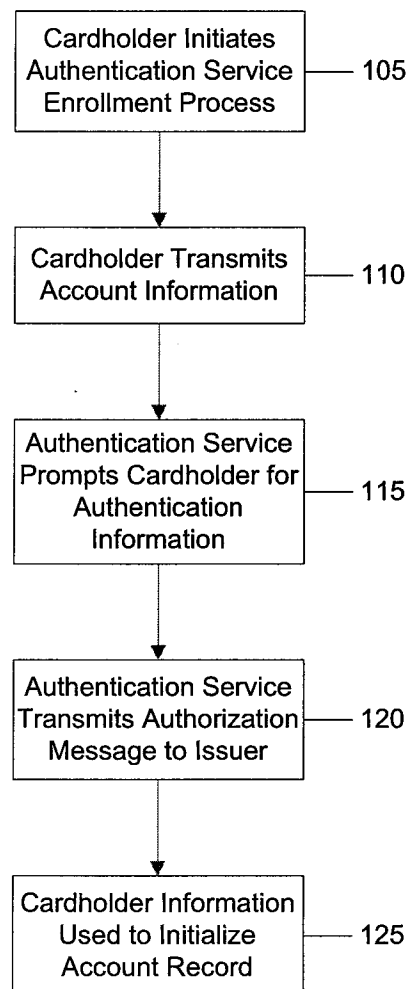 Cardholder Initiates
Authentication Service
Enrollment Process
105
Cardholder Transmits
Account Information
110
Authentication Service
Prompts Cardholder for
Authentication
Information
115
Authentication Service
Transmits Authorization
Message to Issuer
120
Cardholder Information
Used to Initialize
Account Record
125